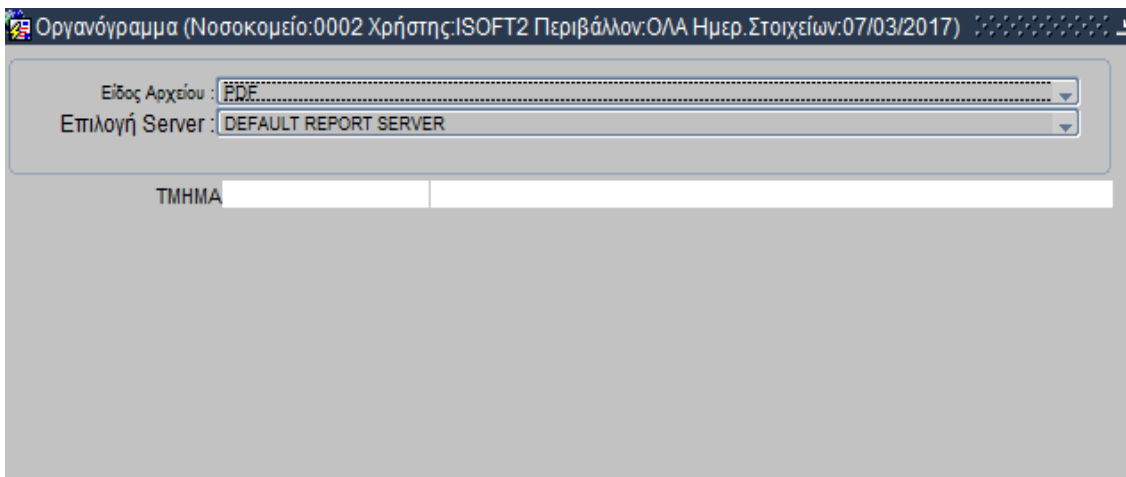 Οργανόγραμμα (Νοσοκομείο:0002 Χρήστης:ISOFT2 Περιβάλλον:ΟΛΑ Ημερ.Στοιχείων:07/03/2017)
Είδος Αρχείου : PDF
Επιλογή Server : DEFAULT REPORT SERVER
ΤΜΗΜΑ